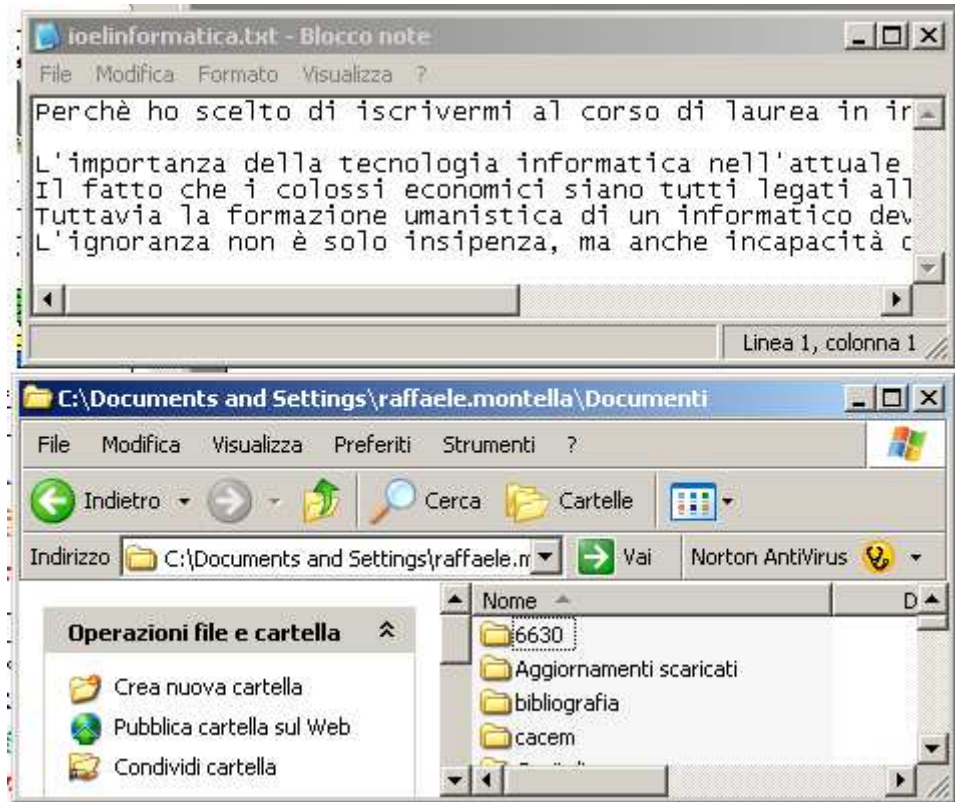 ioelinformatica.txt - Blocco note
File Modifica Formato Visualizza ?
Perchè ho scelto di iscrivermi al corso di laurea in
L'importanza della tecnologia informatica nell'attuale
Il fatto che i colossi economici siano tutti legati all
Tuttavia la formazione umanistica di un informatico dev
L'ignoranza non è solo insipenza, ma anche incapacità
Linea 1, colonna 1
C:\Documents and Settings\raffaele.montella\Documenti
File Modifica Visualizza Preferiti Strumenti ?
Indietro Cerca Cartelle
Indirizzo C:\Documents and Settings\raffaele.m Vai Norton AntiVirus
Operazioni file e cartella
Crea nuova cartella
Pubblica cartella sul Web
Condividi cartella
Nome D
6630
Aggiornamenti scaricati
bibliografia
cacem